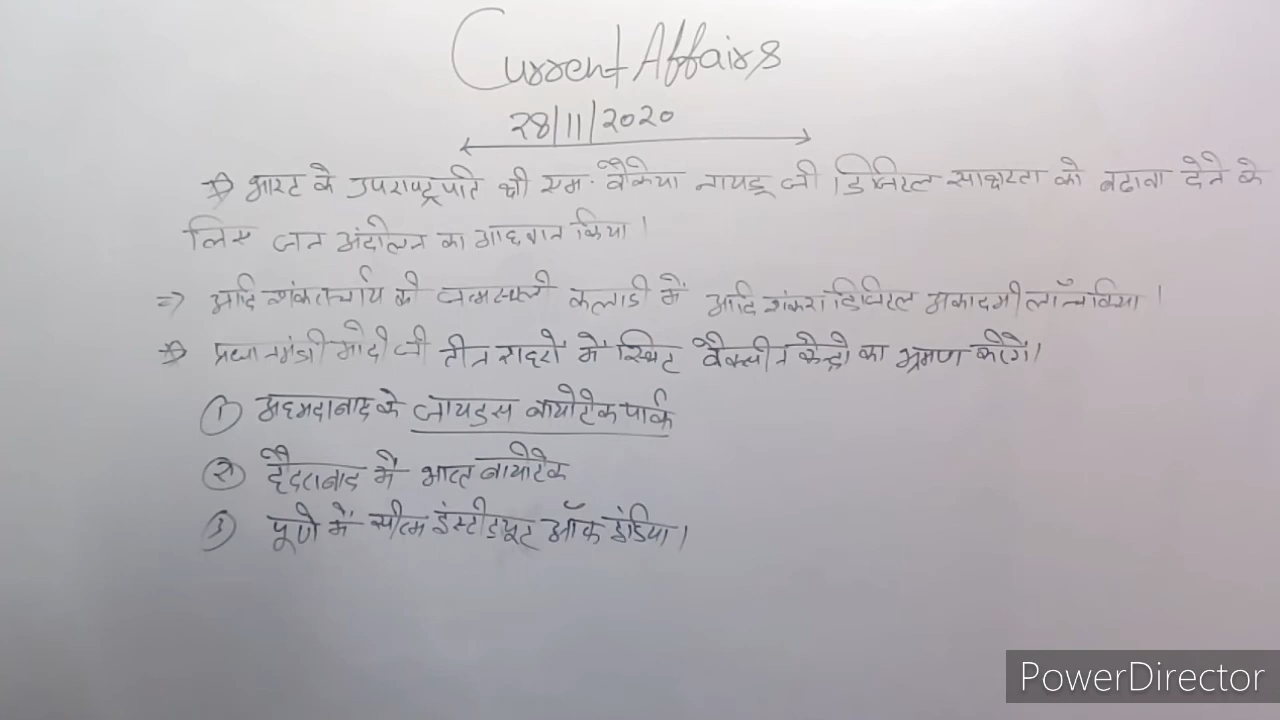 Current Affairs
28/11/2020
⇒ भारत के उपराष्ट्रपति श्री एम. वेंकैया नायडू जी डिजिटल साक्षरता को बढावा देने के
लिए जन अंदोलन का आह्वान किया।
⇒ आदि शंकराचार्य की जन्मस्थली कलाडी में आदि शंकरा डिजिटल अकादमी लॉन्च किया।
⇒ प्रधानमंत्री मोदी जी तीन शहरों में स्थित वैक्सीन केन्द्रो का भ्रमण करेंगे।
① अहमदाबाद के जायडस बायोटेक पार्क
② हैदराबाद में भारत बायोटेक
③ पूणे में सीरम इंस्टीट्यूट ऑफ इंडिया।
PowerDirector